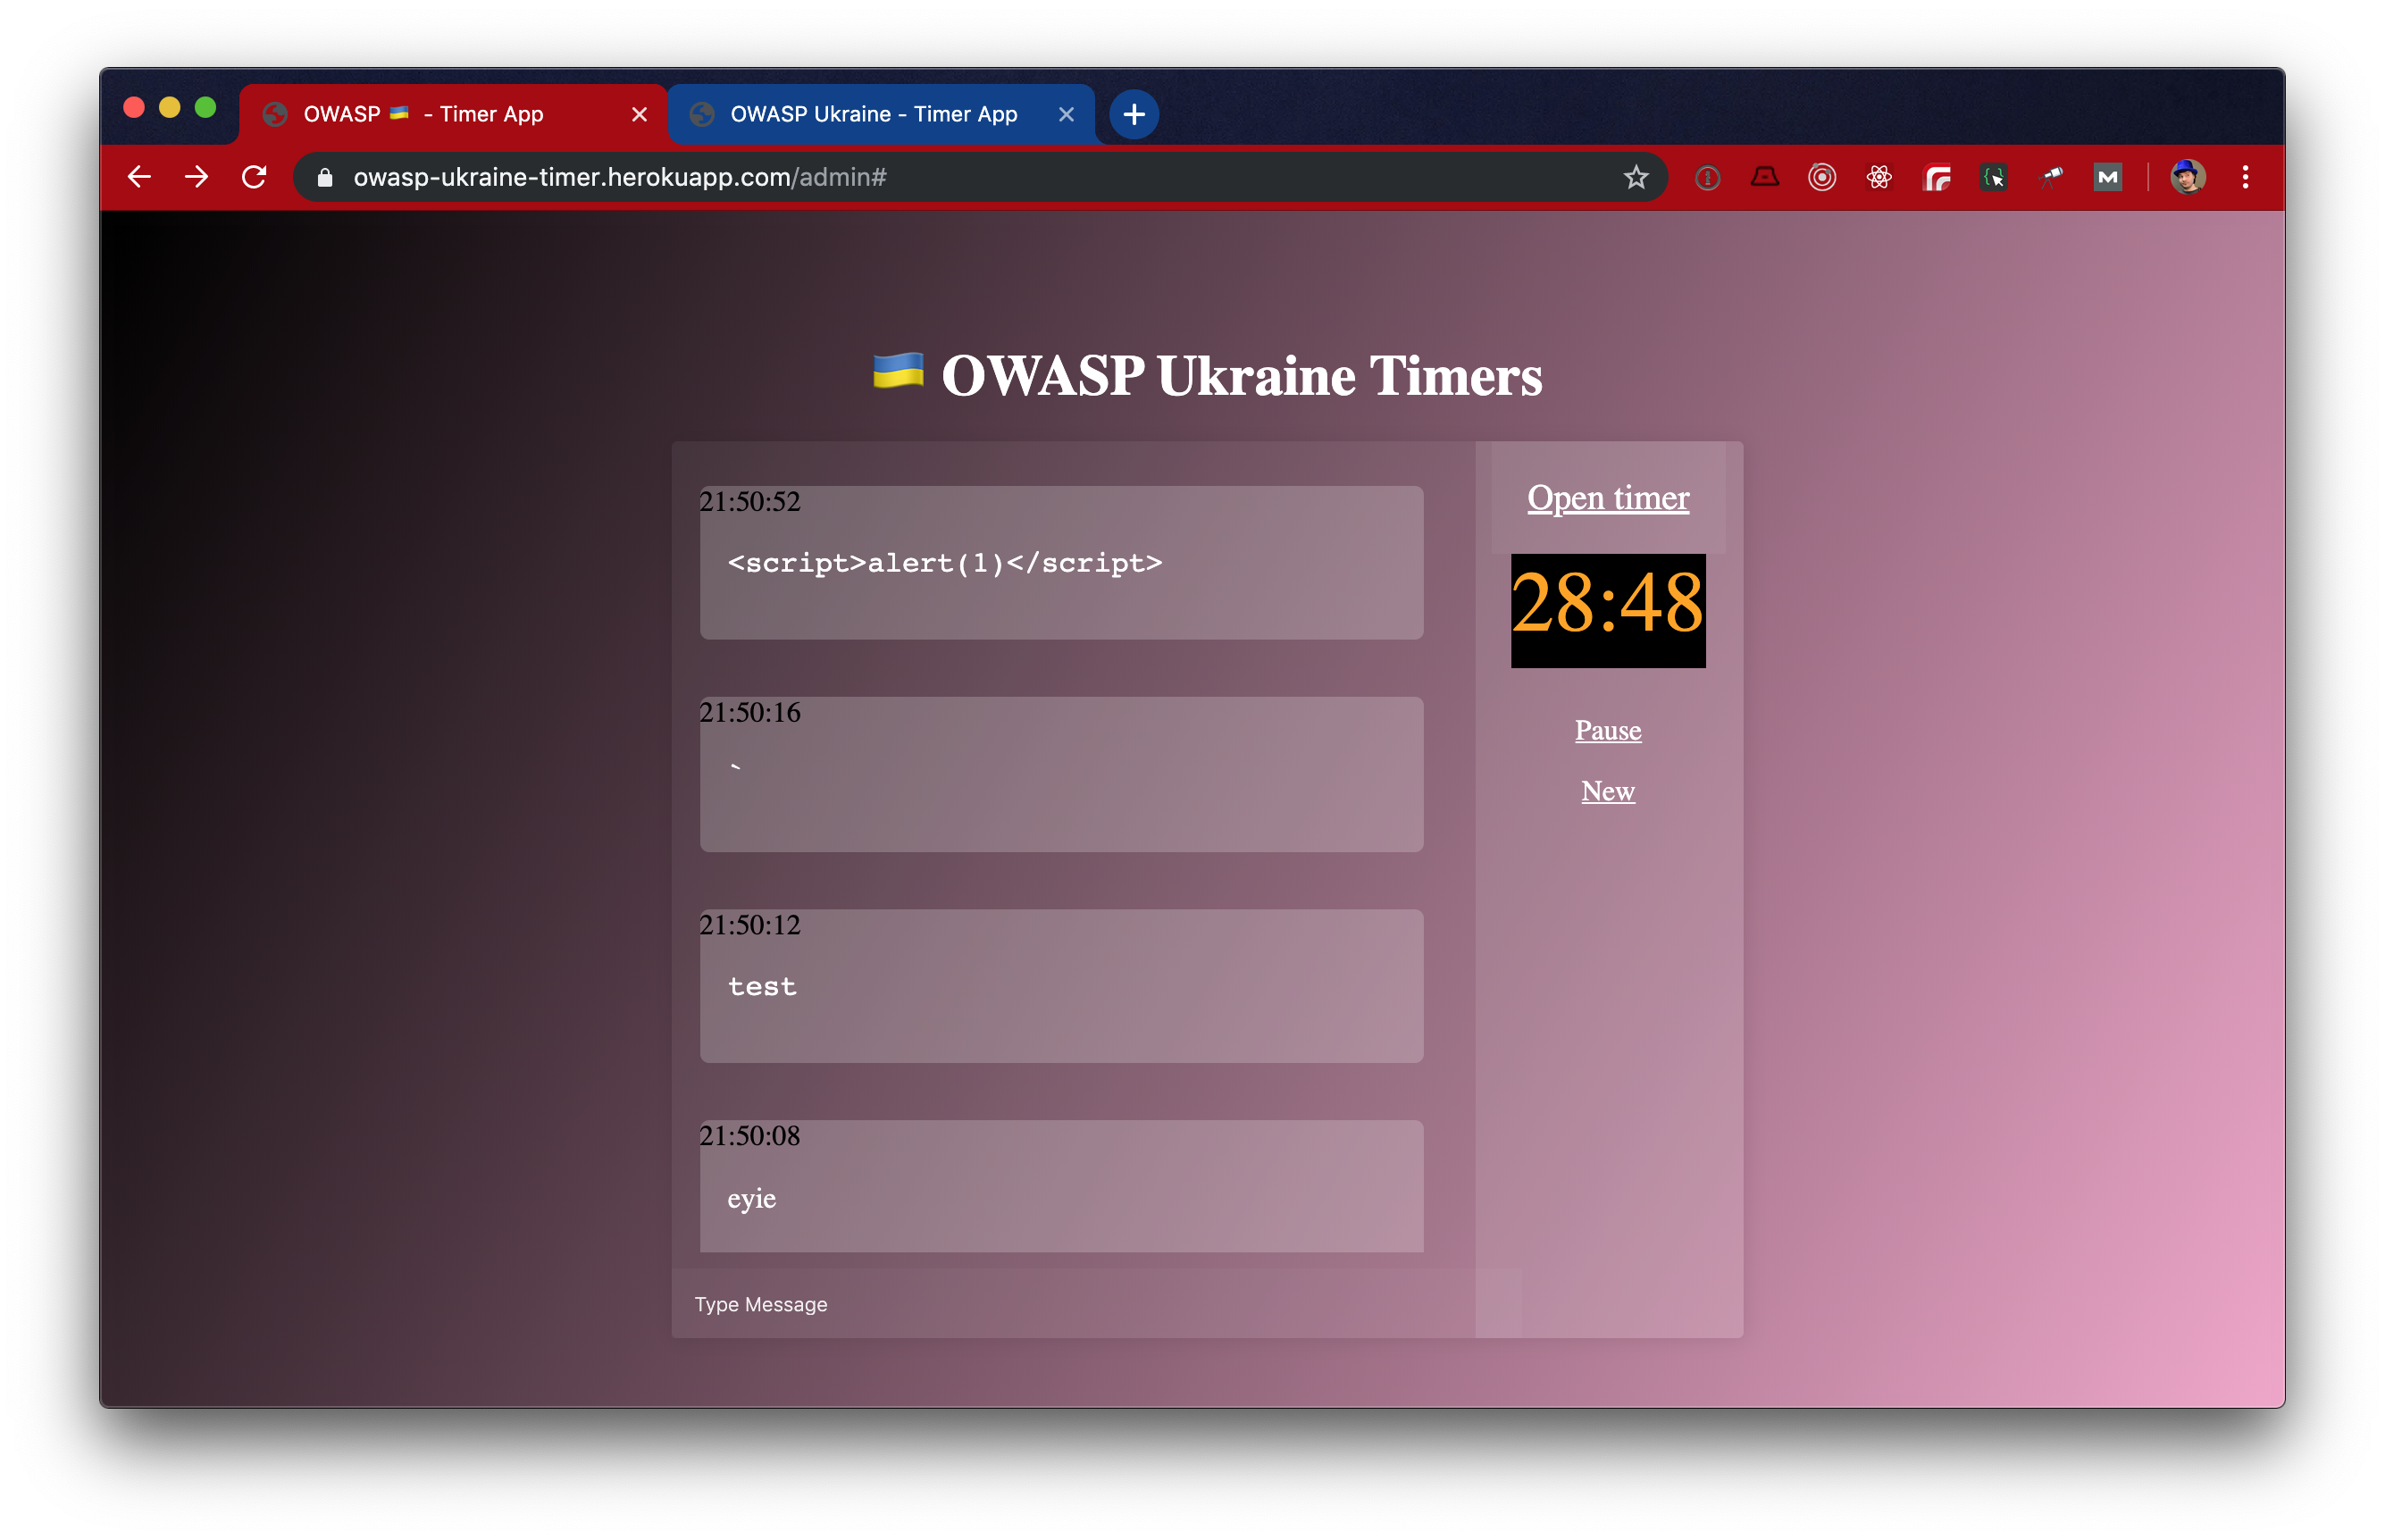 OWASP 🇺🇦 - Timer App
OWASP Ukraine - Timer App
owasp-ukraine-timer.herokuapp.com/admin#
🇺🇦 OWASP Ukraine Timers
21:50:52
<script>alert(1)</script>
21:50:16
`
21:50:12
test
21:50:08
eyie
Type Message
Open timer
28:48
Pause
New